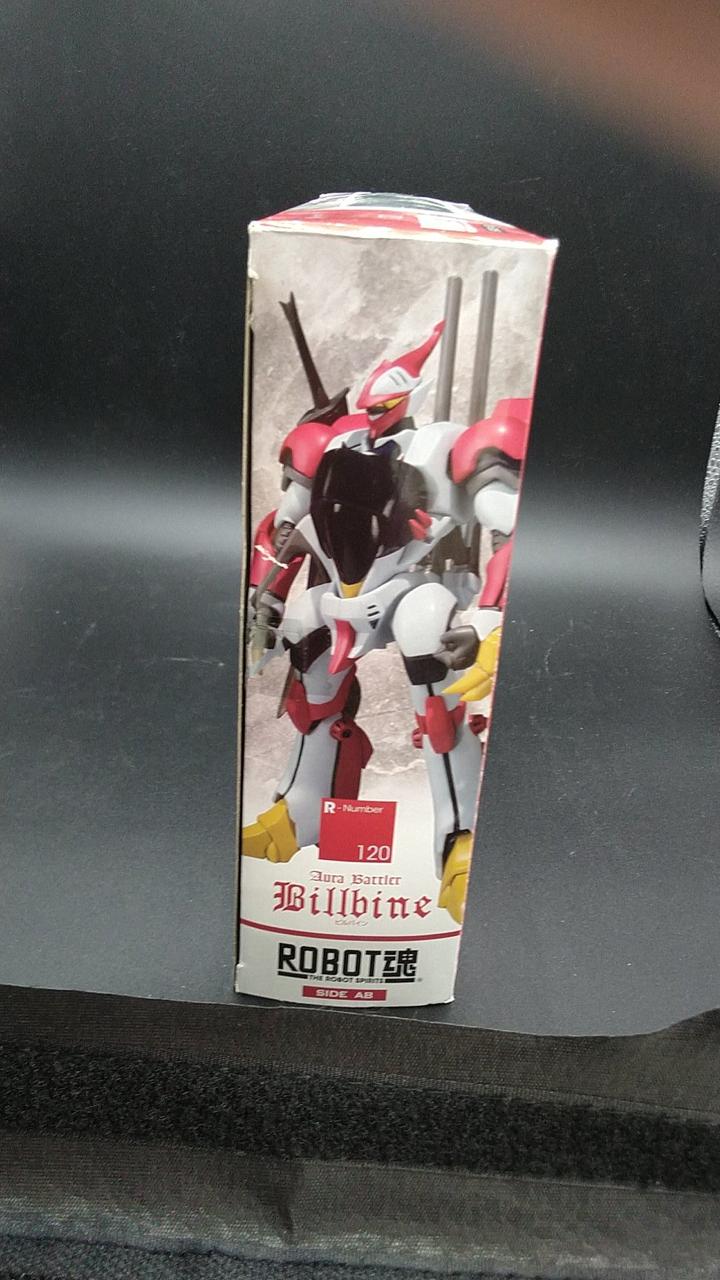 R-Number
120
Aura Battler
Billbine
ビルバイン
ROBOT魂
THE ROBOT SPIRITS
SIDE AB